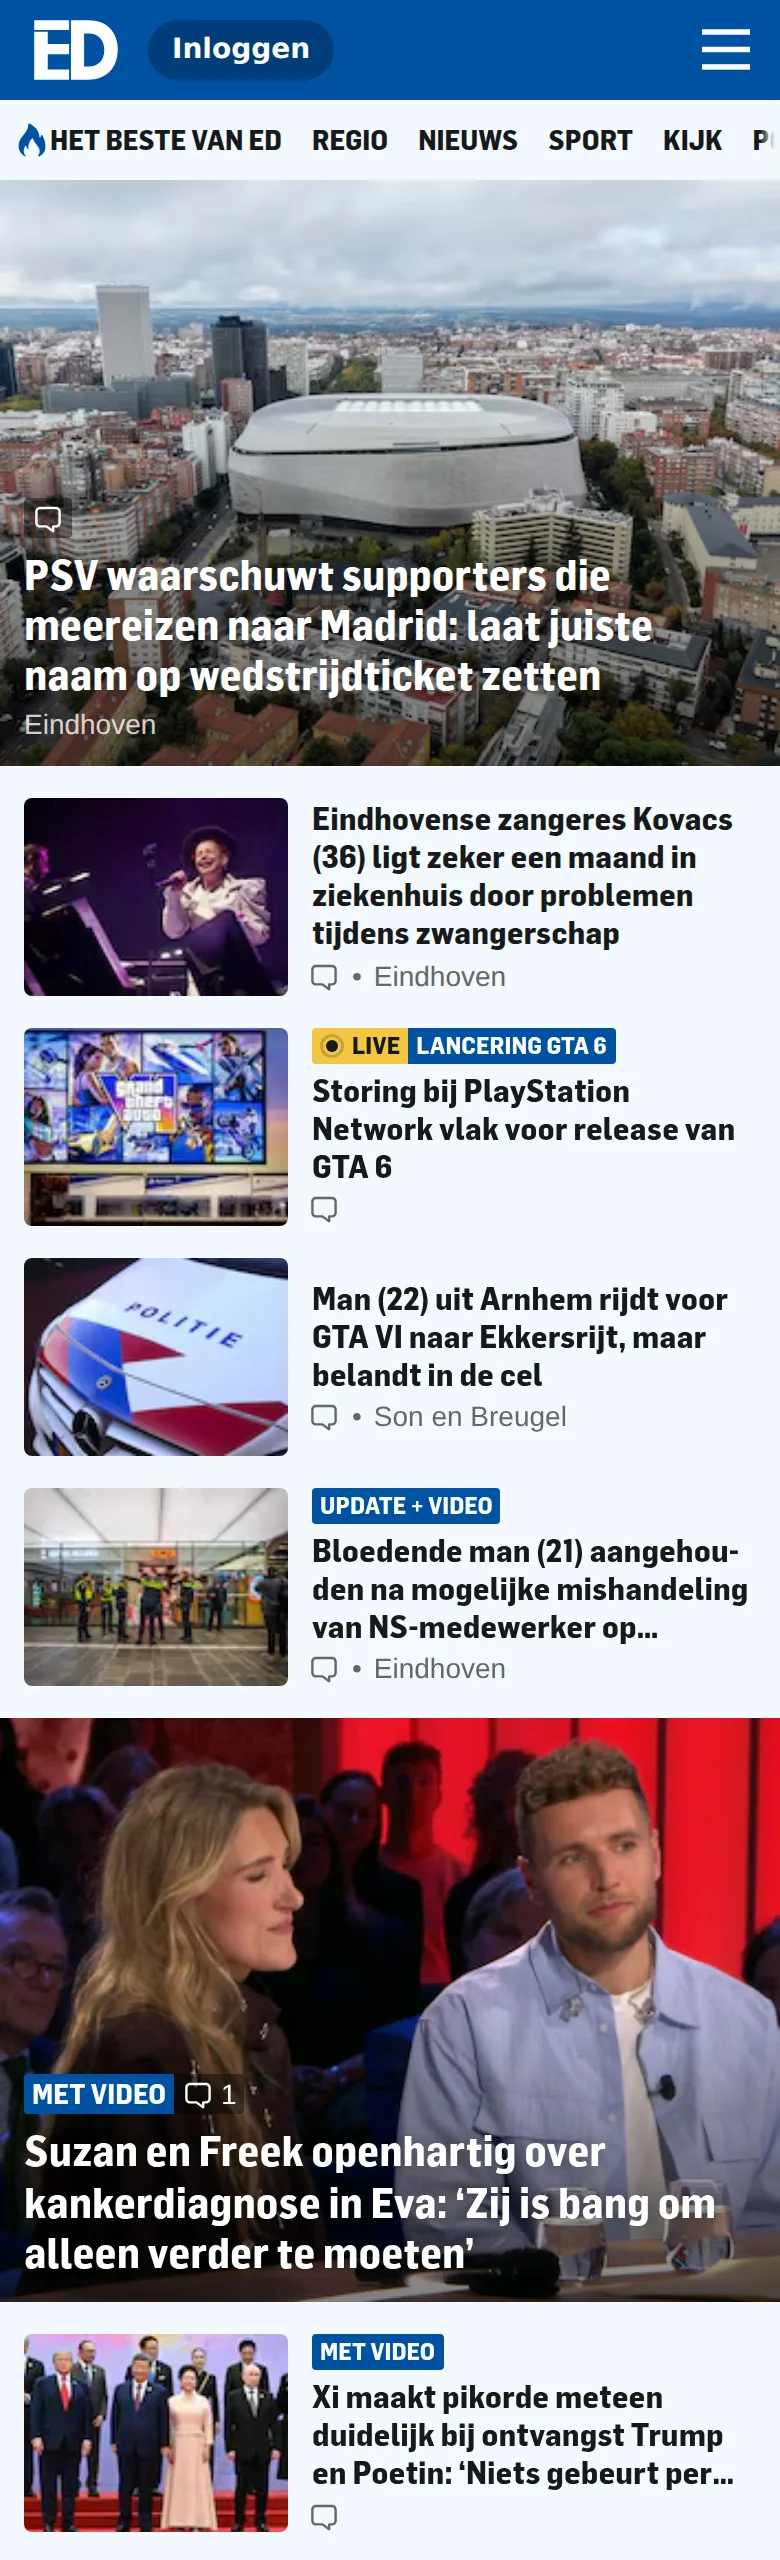 ED
Inloggen
HET BESTE VAN ED REGIO NIEUWS SPORT KIJK
PSV waarschuwt supporters die
meereizen naar Madrid: laat juiste
naam op wedstrijdticket zetten
Eindhoven
Eindhovense zangeres Kovacs
(36) ligt zeker een maand in
ziekenhuis door problemen
tijdens zwangerschap
• Eindhoven
grand
theft
auto
LIVE LANCERING GTA 6
Storing bij PlayStation
Network vlak voor release van
GTA 6
POLITIE
Man (22) uit Arnhem rijdt voor
GTA VI naar Ekkersrijt, maar
belandt in de cel
• Son en Breugel
UPDATE + VIDEO
Bloedende man (21) aangehou-
den na mogelijke mishandeling
van NS-medewerker op...
• Eindhoven
MET VIDEO 1
Suzan en Freek openhartig over
kankerdiagnose in Eva: ‘Zij is bang om
alleen verder te moeten’
MET VIDEO
Xi maakt pikorde meteen
duidelijk bij ontvangst Trump
en Poetin: ‘Niets gebeurt per...